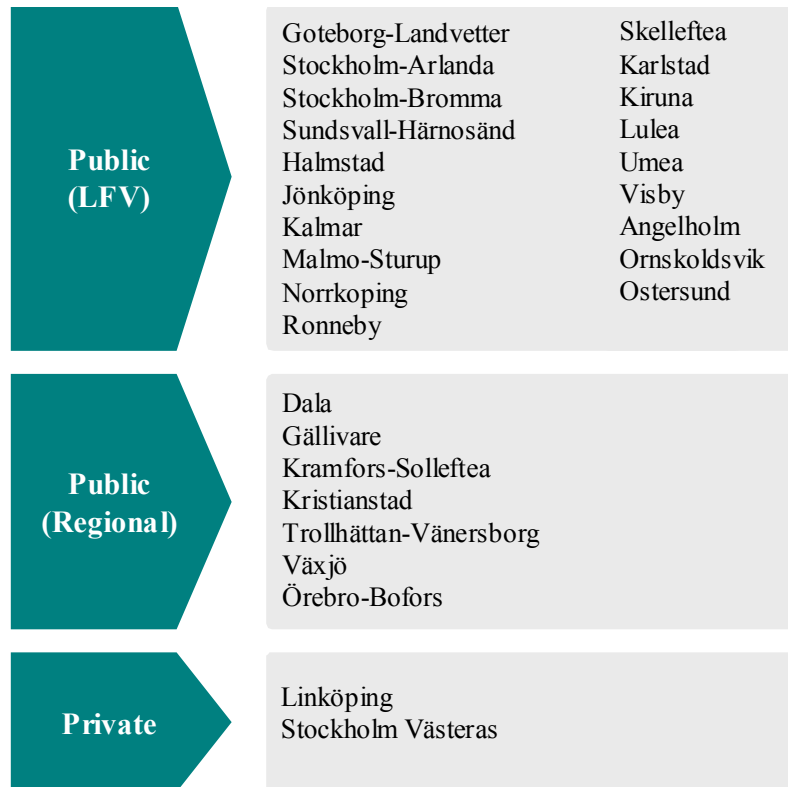 Public
(LFV)
Goteborg-Landvetter
Stockholm-Arlanda
Stockholm-Bromma
Sundsvall-Härnosänd
Halmstad
Jönköping
Kalmar
Malmo-Sturup
Norrkoping
Ronneby
Skelleftea
Karlstad
Kiruna
Lulea
Umea
Visby
Angelholm
Ornskoldsvik
Ostersund
Public
(Regional)
Dala
Gällivare
Kramfors-Solleftea
Kristianstad
Trollhättan-Vänersborg
Växjö
Örebro-Bofors
Private
Linköping
Stockholm Västeras